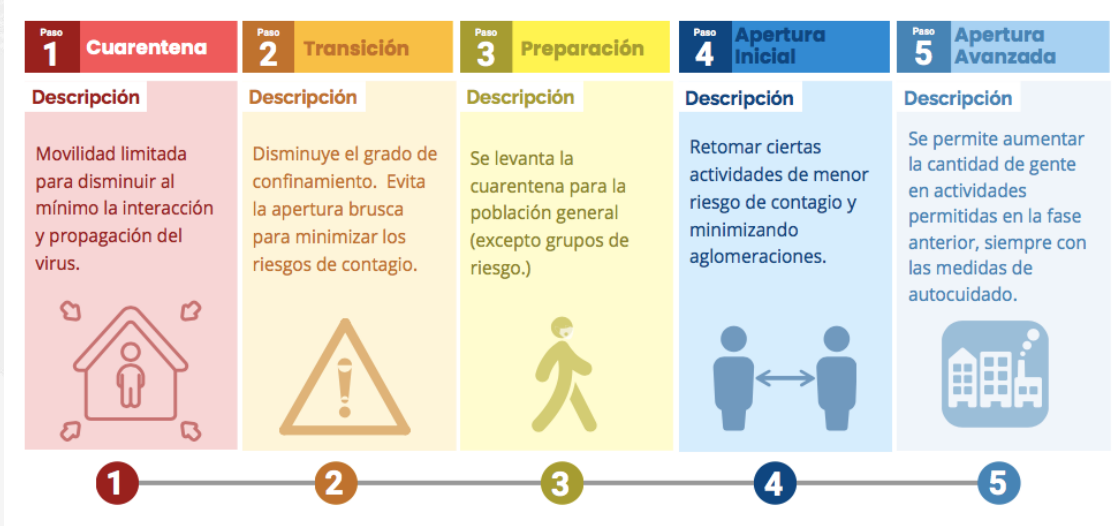 Paso
1
Cuarentena
Descripción
Movilidad limitada
para disminuir al
mínimo la interacción
y propagación del
virus.
Paso
2
Transición
Descripción
Disminuye el grado de
confinamiento. Evita
la apertura brusca
para minimizar los
riesgos de contagio.
Paso
3
Preparación
Descripción
Se levanta la
cuarentena para la
población general
(excepto grupos de
riesgo.)
Paso
4
Apertura
Inicial
Descripción
Retomar ciertas
actividades de menor
riesgo de contagio y
minimizando
aglomeraciones.
Paso
5
Apertura
Avanzada
Descripción
Se permite aumentar
la cantidad de gente
en actividades
permitidas en la fase
anterior, siempre con
las medidas de
autocuidado.
1
2
3
4
5